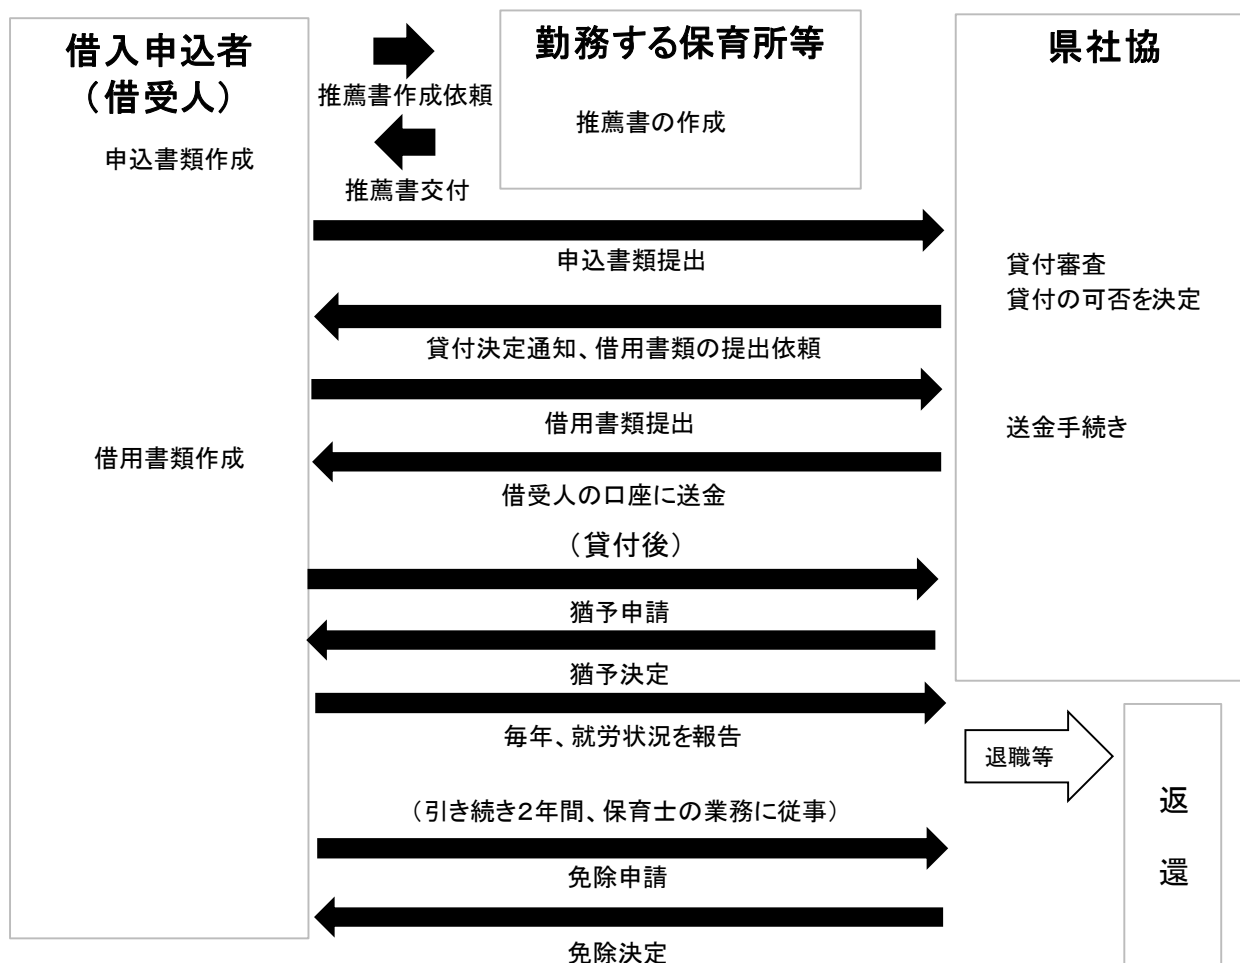 借入申込者
（借受人）
申込書類作成
推薦書作成依頼
推薦書交付
勤務する保育所等
推薦書の作成
県社協
申込書類提出
貸付審査
貸付の可否を決定
貸付決定通知、借用書類の提出依頼
借用書類提出
送金手続き
借用書類作成
借受人の口座に送金
（貸付後）
猶予申請
猶予決定
毎年、就労状況を報告
退職等
返
還
（引き続き２年間、保育士の業務に従事）
免除申請
免除決定